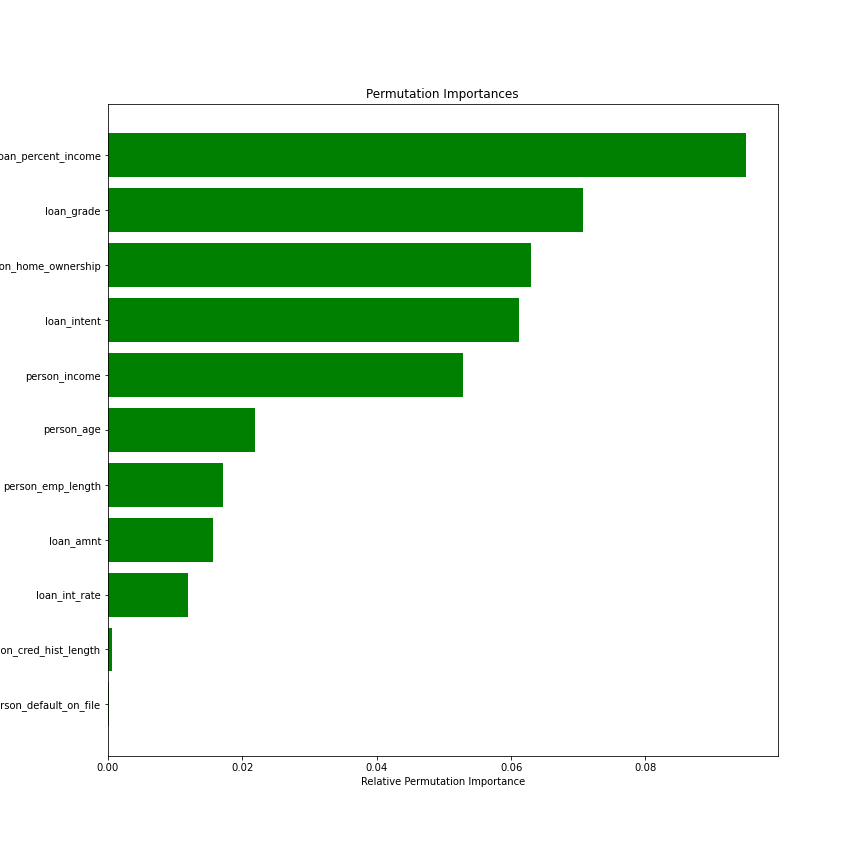 Permutation Importances
oan_percent_income
loan_grade
on_home_ownership
loan_intent
person_income
person_age
person_emp_length
loan_amnt
loan_int_rate
on_cred_hist_length
rson_default_on_file
0.00 0.02 0.04 0.06 0.08
Relative Permutation Importance